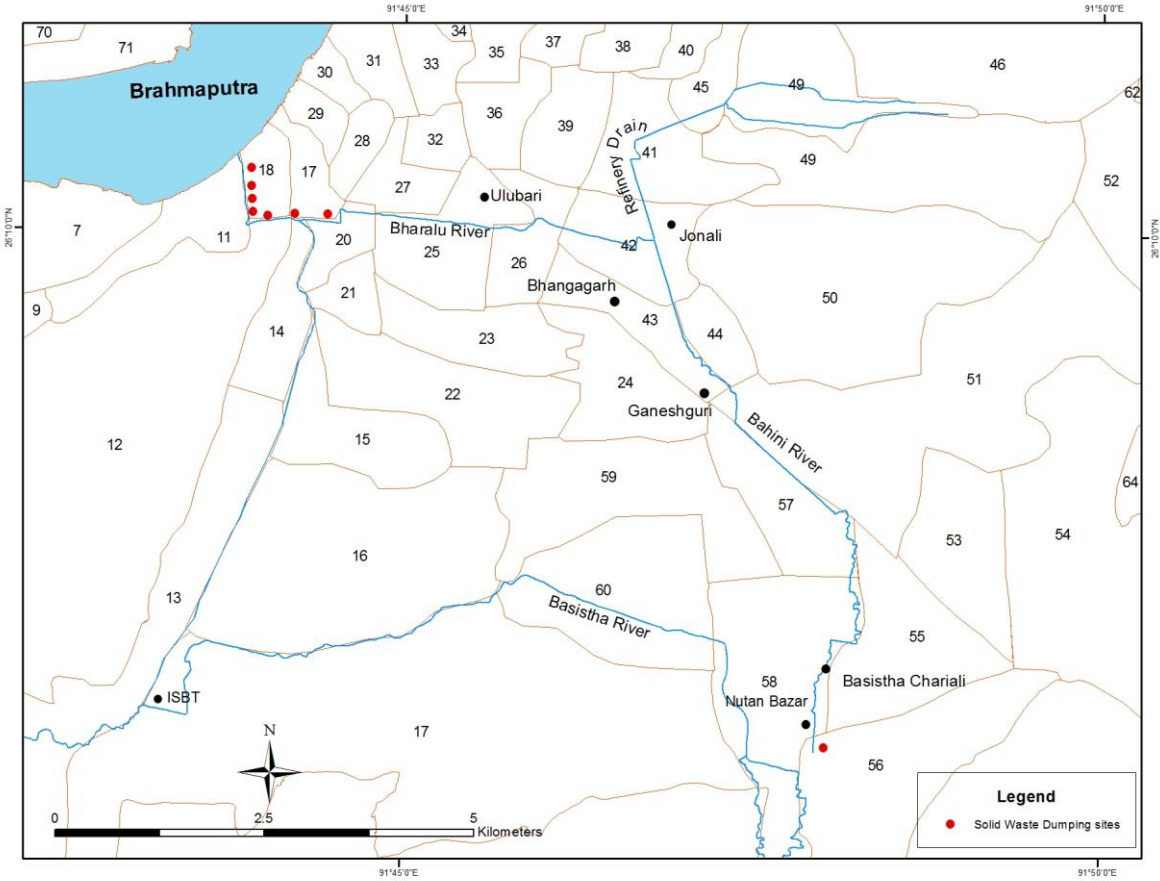 91°45'0"E
91°50'0"E
70
71
34
35
37
38
40
46
31
33
30
45
49
62
Brahmaputra
29
36
28
39
32
Refinery Drain
41
49
18
17
52
27
Ulubari
7
11
20
Bharalu River
25
42
Jonali
26°10'0"N
26°10'0"N
26
Bhangagarh
21
50
9
14
23
43
44
24
51
22
Ganeshguri
12
15
Bahini River
59
64
57
53
54
16
13
60
Basistha River
55
58
Basistha Chariali
ISBT
Nutan Bazar
17
N
56
0
2.5
5
Kilometers
Legend
Solid Waste Dumping sites
91°45'0"E
91°50'0"E